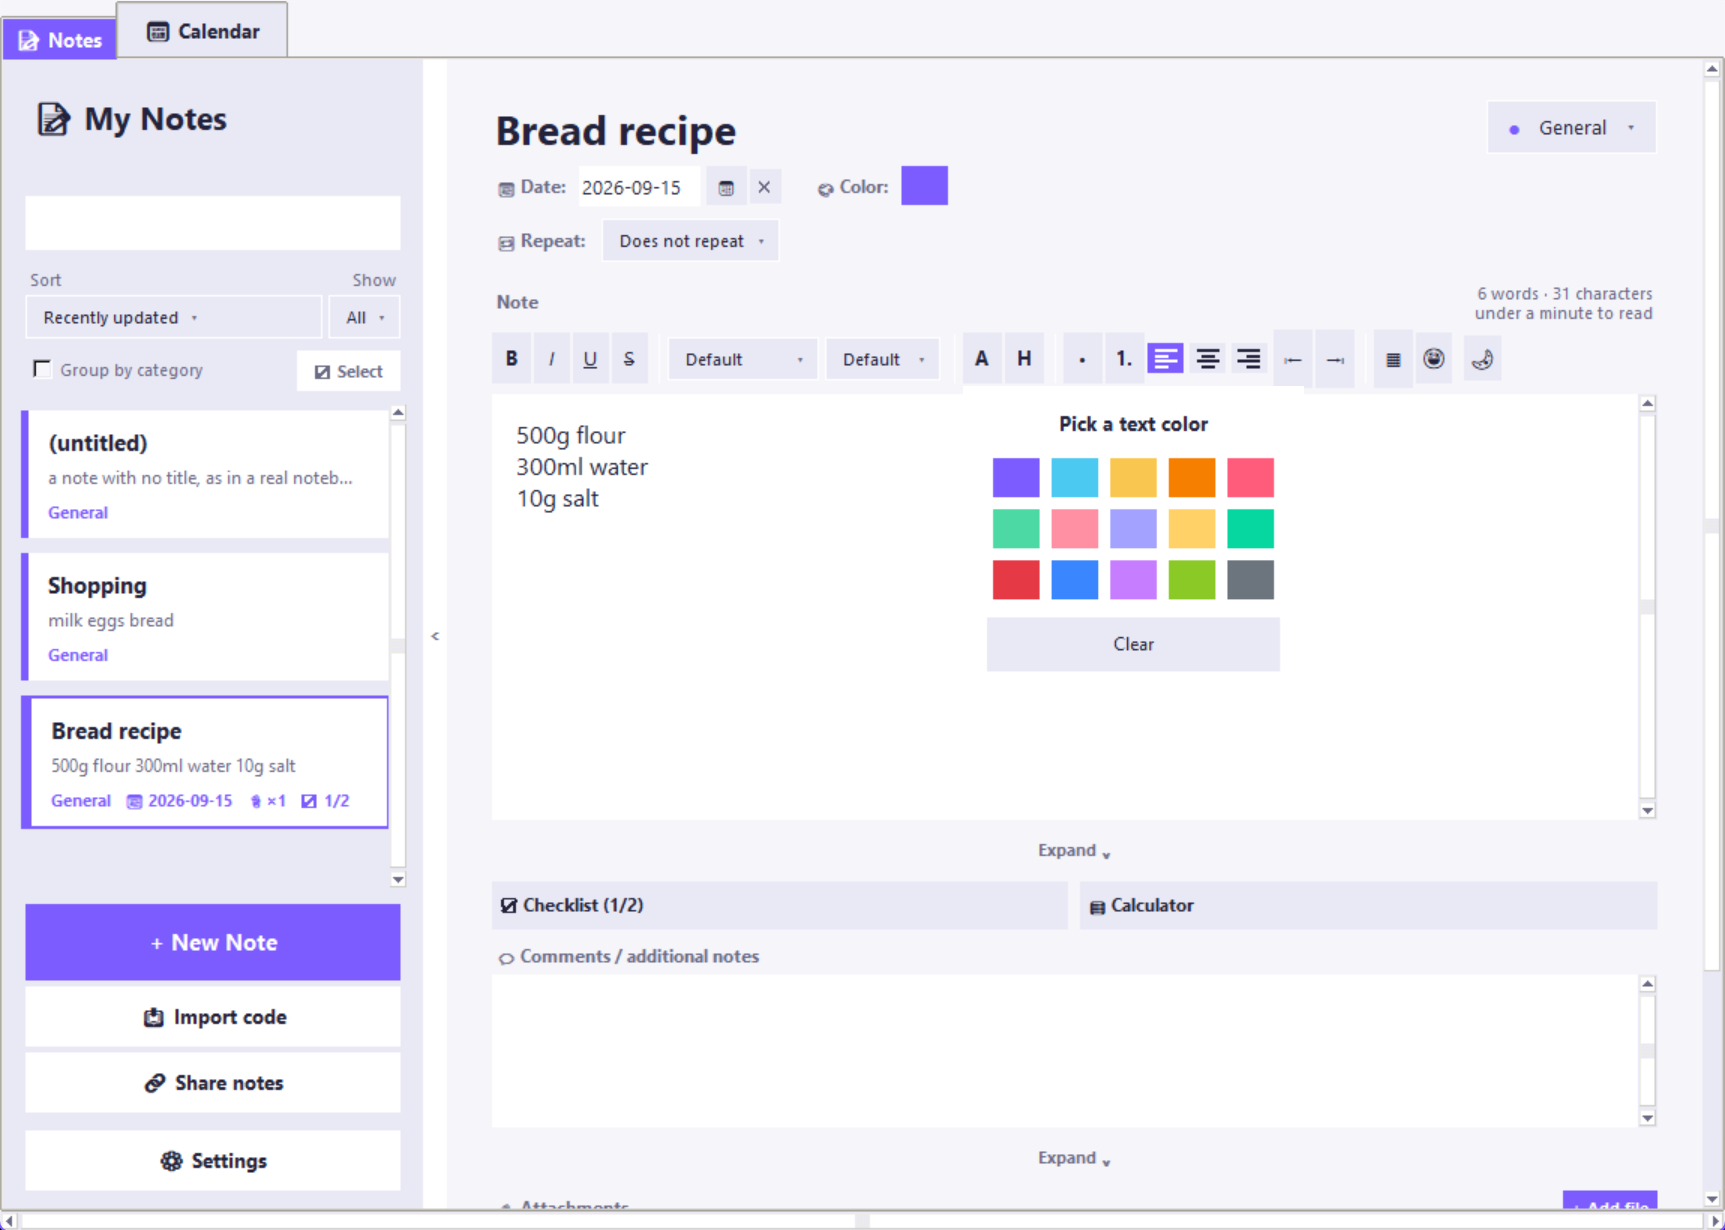 Notes
Calendar
My Notes
Sort
Show
Recently updated
All
Group by category
Select
(untitled)
a note with no title, as in a real noteb...
General
Shopping
milk eggs bread
General
Bread recipe
500g flour 300ml water 10g salt
General 2026-09-15 ×1 1/2
+ New Note
Import code
Share notes
Settings
<
Bread recipe
General
Date: 2026-09-15 Color:
Repeat: Does not repeat
Note
6 words · 31 characters
under a minute to read
B I U S Default Default A H • 1.
500g flour
300ml water
10g salt
Pick a text color
Clear
Expand
Checklist (1/2)
Calculator
Comments / additional notes
Expand
Attachments
+ Add file